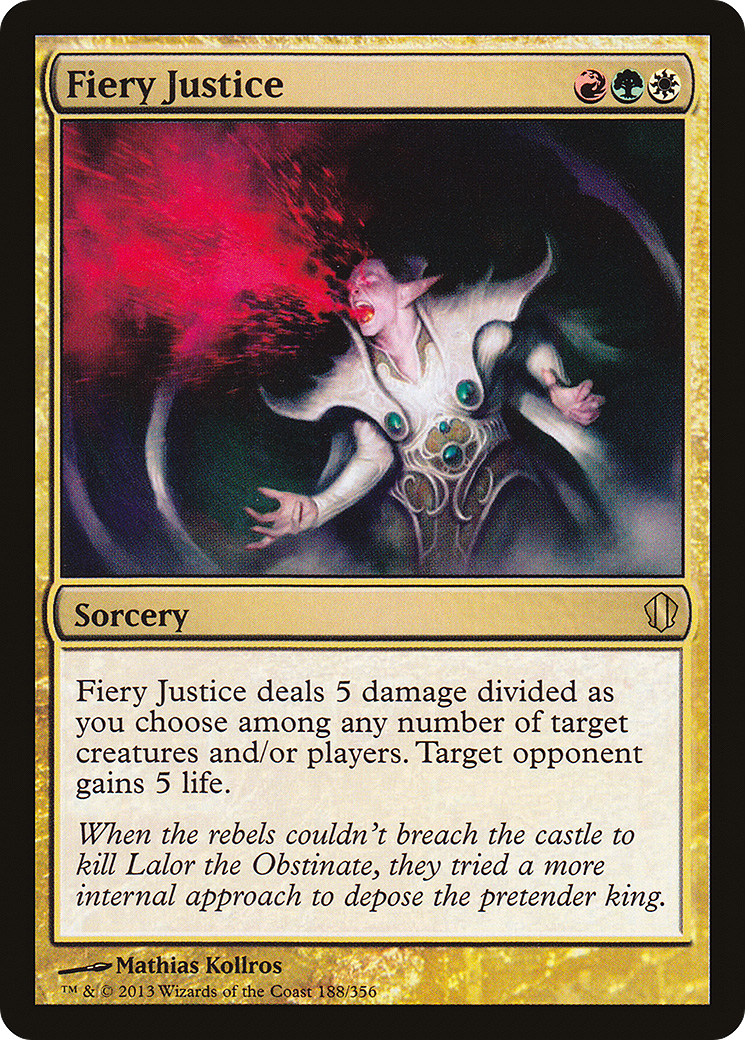 Fiery Justice
Sorcery
Fiery Justice deals 5 damage divided as
you choose among any number of target
creatures and/or players. Target opponent
gains 5 life.
When the rebels couldn't breach the castle to
kill Lalor the Obstinate, they tried a more
internal approach to depose the pretender king.
Mathias Kollros
™ & © 2013 Wizards of the Coast 188/356